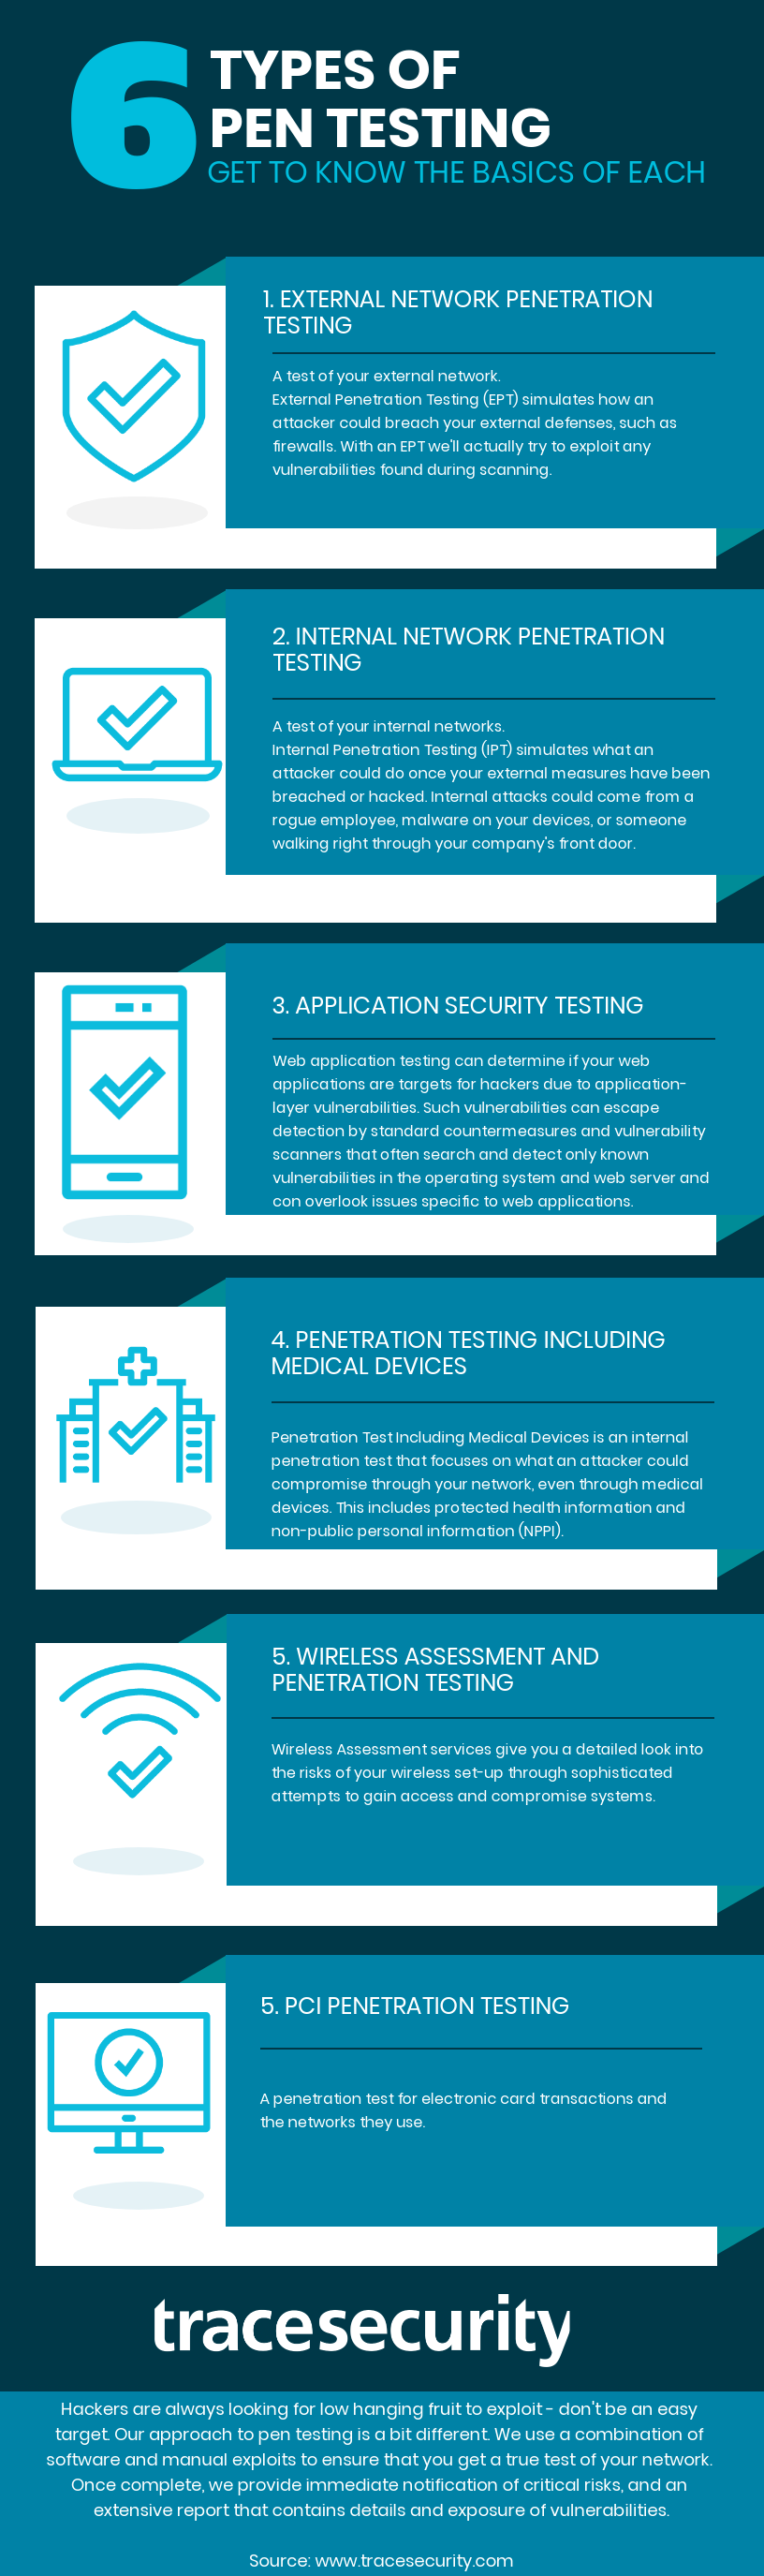 6 TYPES OF
PEN TESTING
GET TO KNOW THE BASICS OF EACH
1. EXTERNAL NETWORK PENETRATION
TESTING
A test of your external network.
External Penetration Testing (EPT) simulates how an
attacker could breach your external defenses, such as
firewalls. With an EPT we'll actually try to exploit any
vulnerabilities found during scanning.
2. INTERNAL NETWORK PENETRATION
TESTING
A test of your internal networks.
Internal Penetration Testing (IPT) simulates what an
attacker could do once your external measures have been
breached or hacked. Internal attacks could come from a
rogue employee, malware on your devices, or someone
walking right through your company's front door.
3. APPLICATION SECURITY TESTING
Web application testing can determine if your web
applications are targets for hackers due to application-
layer vulnerabilities. Such vulnerabilities can escape
detection by standard countermeasures and vulnerability
scanners that often search and detect only known
vulnerabilities in the operating system and web server and
con overlook issues specific to web applications.
4. PENETRATION TESTING INCLUDING
MEDICAL DEVICES
Penetration Test Including Medical Devices is an internal
penetration test that focuses on what an attacker could
compromise through your network, even through medical
devices. This includes protected health information and
non-public personal information (NPPI).
5. WIRELESS ASSESSMENT AND
PENETRATION TESTING
Wireless Assessment services give you a detailed look into
the risks of your wireless set-up through sophisticated
attempts to gain access and compromise systems.
5. PCI PENETRATION TESTING
A penetration test for electronic card transactions and
the networks they use.
tracesecurity
Hackers are always looking for low hanging fruit to exploit - don't be an easy
target. Our approach to pen testing is a bit different. We use a combination of
software and manual exploits to ensure that you get a true test of your network.
Once complete, we provide immediate notification of critical risks, and an
extensive report that contains details and exposure of vulnerabilities.
Source: www.tracesecurity.com